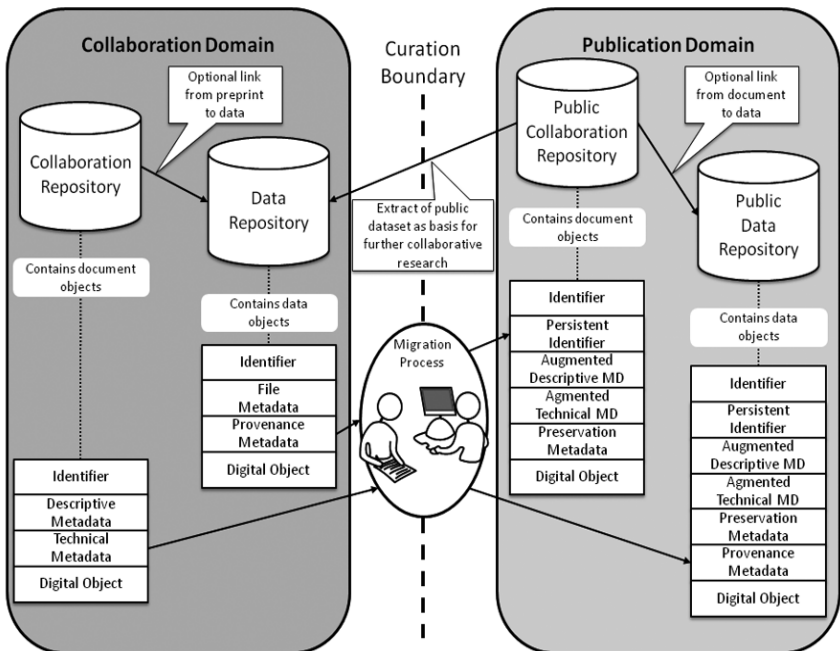 Collaboration Domain
Optional link
from preprint
to data
Collaboration
Repository
Data
Repository
Contains document
objects
Contains data
objects
Identifier
File
Metadata
Provenance
Metadata
Digital Object
Identifier
Descriptive
Metadata
Technical
Metadata
Digital Object
Curation
Boundary
Extract of public
dataset as basis for
further collaborative
research
Migration
Process
Publication Domain
Optional link
from document
to data
Public
Collaboration
Repository
Public
Data
Repository
Contains document
objects
Contains data
objects
Identifier
Persistent
Identifier
Augmented
Descriptive MD
Agmented
Technical MD
Preservation
Metadata
Digital Object
Identifier
Persistent
Identifier
Augmented
Descriptive MD
Agmented
Technical MD
Preservation
Metadata
Provenance
Metadata
Digital Object